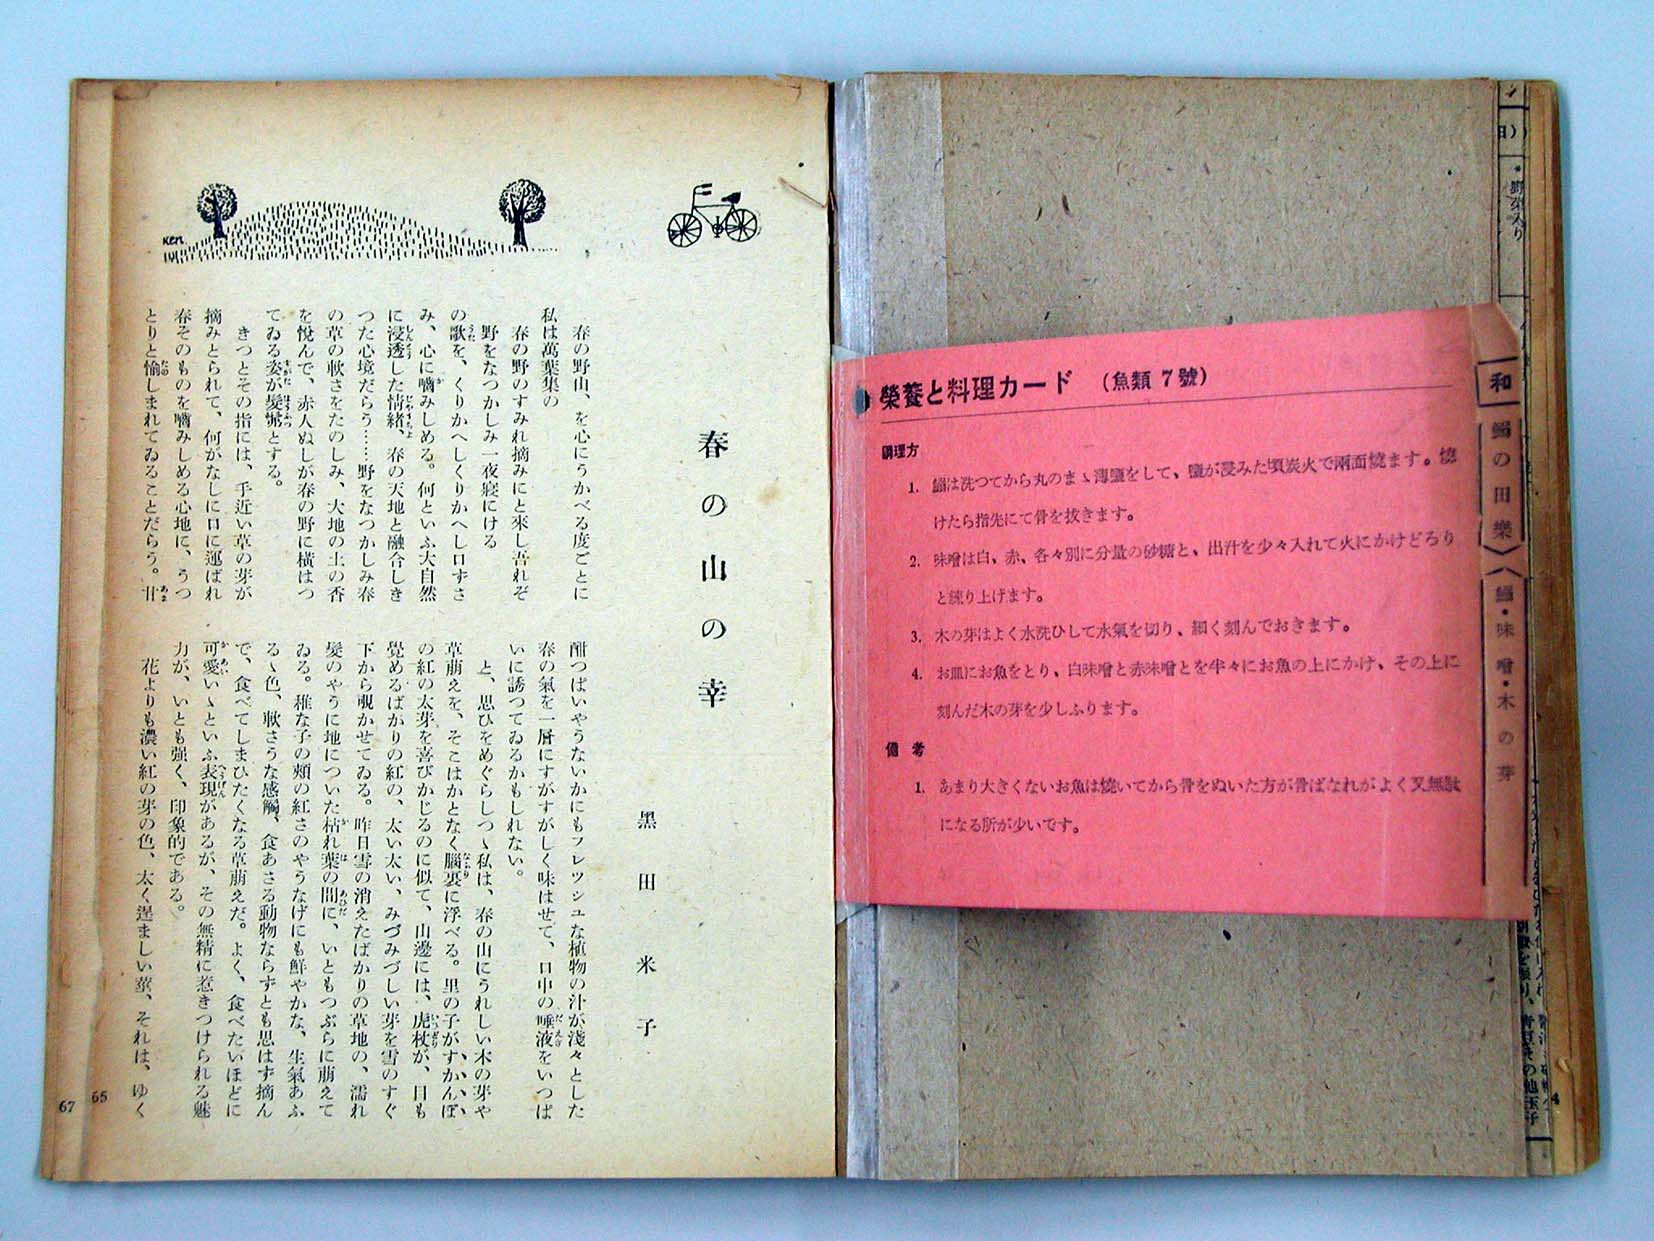 春の山の幸
黒田米子
春の野山、を心にうかべる度ごとに
私は萬葉集の
春の野のすみれ摘みにと來し吾れぞ
野をなつかしみ一夜寢にける
の歌を、くりかへしくりかへし口すさ
み、心に嚙みしめる。何といふ大自然
に浸透した情緖、春の天地と融合しき
つた心境だらう……野をなつかしみ春
の草の軟さをたのしみ、大地の土の香
を悅んで、赤人ぬしが春の野に橫はつ
てゐる姿が髣髴とする。
きつとその指には、手近い草の芽が
摘みとられて、何がなしに口に運ばれ
春そのものを嚙みしめる心地に、うつ
とりと愉しまれてゐることだらう。甘
酣つぱいやうないかにもフレツシユな植物の汁が淺々とした
春の氣を一層にすがすがしく味はせて、口中の唾液をいつぱ
いに誘つてゐるかもしれない。
と、思ひをめぐらしつゝ私は、春の山にうれしい木の芽や
草萠えを、そこはかとなく腦裏に浮べる。里の子がすかんぽ
の紅の太芽を喜びかじるのに似て、山邊には、虎杖が、目も
覺めるばかりの紅の、太い太い、みづみづしい芽を雪のすぐ
下から覗かせてゐる。昨日雪の消えたばかりの草地の、濡れ
髮のやうに地についた枯れ葉の間に、いともつぶらに萠えて
ゐる。稚な子の頰の紅さのやうなげにも鮮やかな、生氣あふ
るゝ色、軟さうな感觸、食あさる動物ならずとも思はず摘ん
で、食べてしまひたくなる草萠えだ。よく、食べたいほどに
可愛いゝといふ表現があるが、その無精に惹きつけられる魅
力が、いとも强く、印象的である。
花よりも濃い紅の芽の色、太く逞ましい莖、それは、ゆく
65
67
ken
榮養と料理カード (魚類7號)
調理方
1. 鰯は洗つてから丸のまゝ薄鹽をして、鹽が浸みた頃炭火で兩面燒ます。燒
けたら指先にて骨を拔きます。
2. 味噌は白、赤、各々別に分量の砂糖と、出汁を少々入れて火にかけどろり
と練り上げます。
3. 木の芽はよく水洗ひして水氣を切り、細く刻んでおきます。
4. お皿にお魚をとり、白味噌と赤味噌とを半々にお魚の上にかけ、その上に
刻んだ木の芽を少しふります。
備考
1. あまり大きくないお魚は燒いてから骨をぬいた方が骨ばなれがよく又無駄
になる所が少いです。
和
鰯の田樂
鰯・味噌・木の芽
野菜入り
4